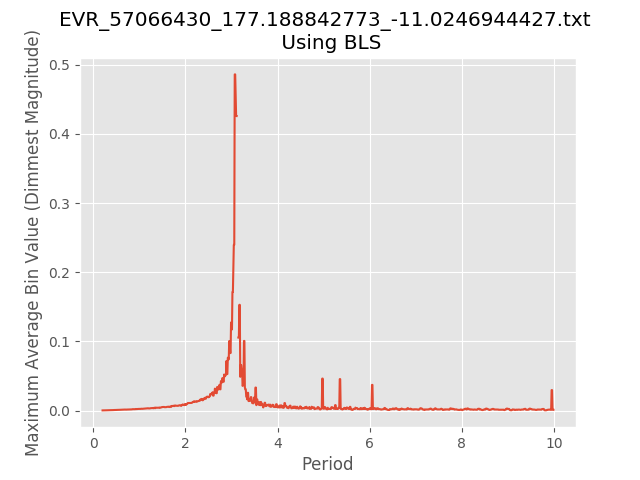 EVR_57066430_177.188842773_-11.0246944427.txt
Using BLS
Maximum Average Bin Value (Dimmest Magnitude)
0.5
0.4
0.3
0.2
0.1
0.0
0 2 4 6 8 10
Period